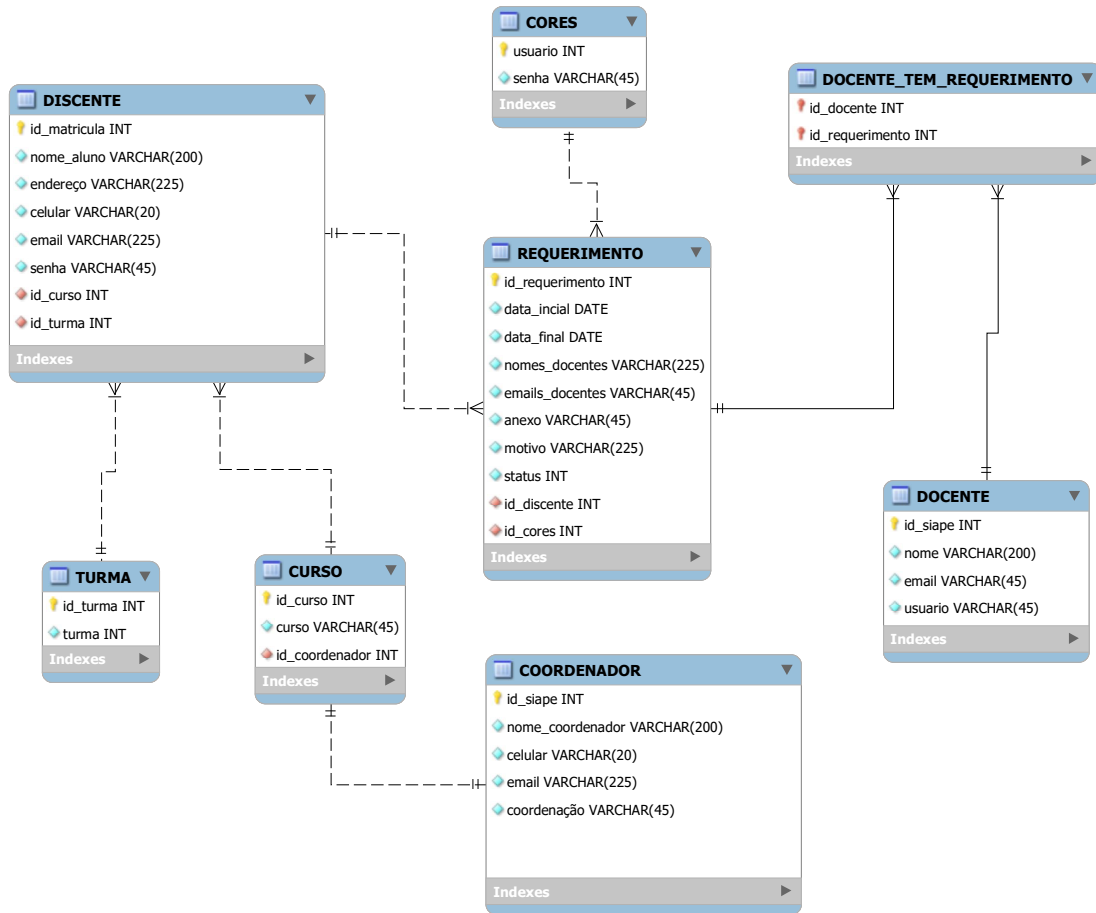 CORES
usuario INT
senha VARCHAR(45)
Indexes
DISCENTE
id_matricula INT
nome_aluno VARCHAR(200)
endereço VARCHAR(225)
celular VARCHAR(20)
email VARCHAR(225)
senha VARCHAR(45)
id_curso INT
id_turma INT
Indexes
DOCENTE_TEM_REQUERIMENTO
id_docente INT
id_requerimento INT
Indexes
REQUERIMENTO
id_requerimento INT
data_incial DATE
data_final DATE
nomes_docentes VARCHAR(225)
emails_docentes VARCHAR(45)
anexo VARCHAR(45)
motivo VARCHAR(225)
status INT
id_discente INT
id_cores INT
Indexes
DOCENTE
id_siape INT
nome VARCHAR(200)
email VARCHAR(45)
usuario VARCHAR(45)
Indexes
TURMA
id_turma INT
turma INT
Indexes
CURSO
id_curso INT
curso VARCHAR(45)
id_coordenador INT
Indexes
COORDENADOR
id_siape INT
nome_coordenador VARCHAR(200)
celular VARCHAR(20)
email VARCHAR(225)
coordenação VARCHAR(45)
Indexes